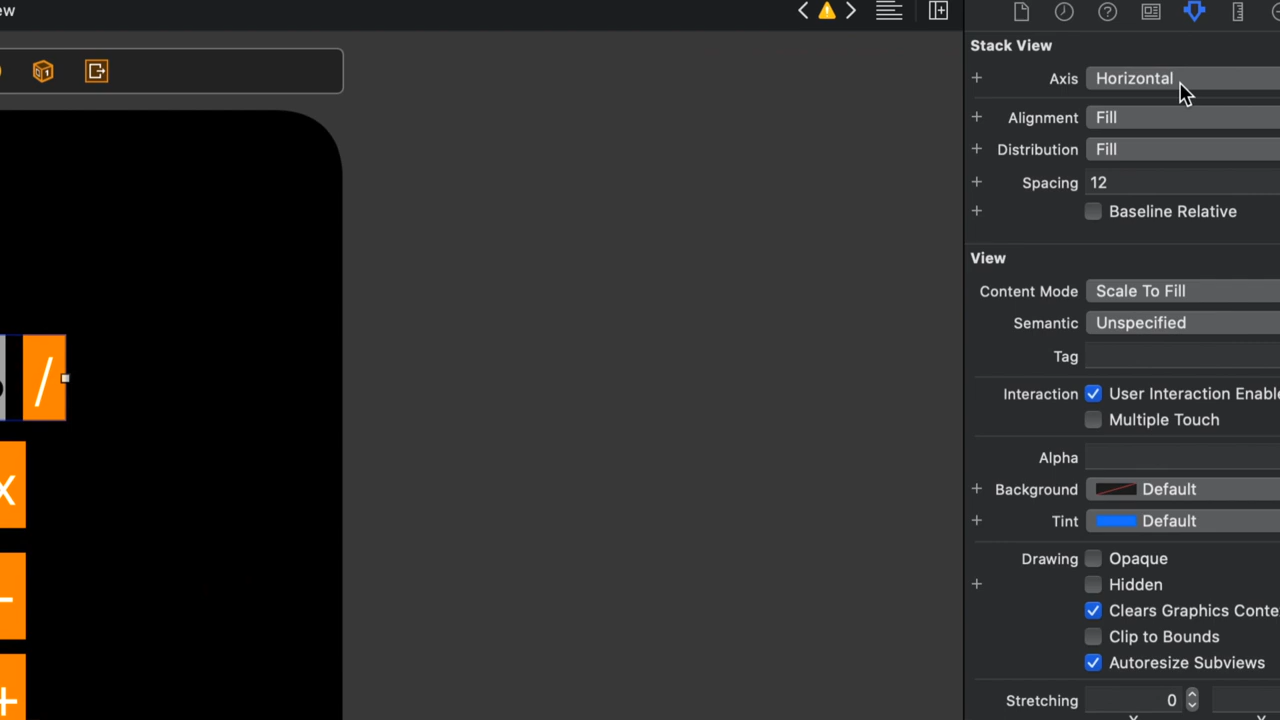 Stack View
Axis Horizontal
Alignment Fill
Distribution Fill
Spacing 12
Baseline Relative
View
Content Mode Scale To Fill
Semantic Unspecified
Tag
/
Interaction User Interaction Enable
Multiple Touch
x
Alpha
Background Default
Tint Default
Drawing Opaque
Hidden
-
Clears Graphics Conte
Clip to Bounds
Autoresize Subviews
+
Stretching 0